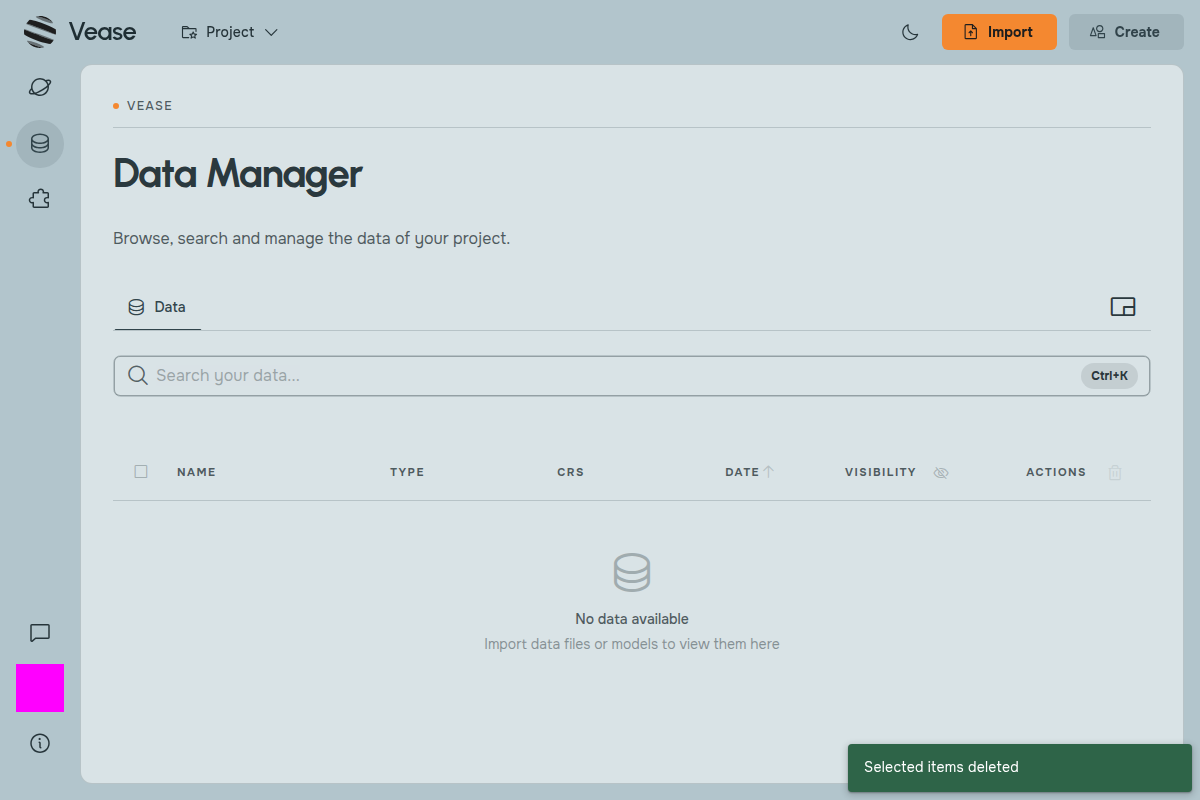 Vease
Project
Import
Create
VEASE
Data Manager
Browse, search and manage the data of your project.
Data
Search your data...
Ctrl+K
NAME
TYPE
CRS
DATE
VISIBILITY
ACTIONS
No data available
Import data files or models to view them here
Selected items deleted